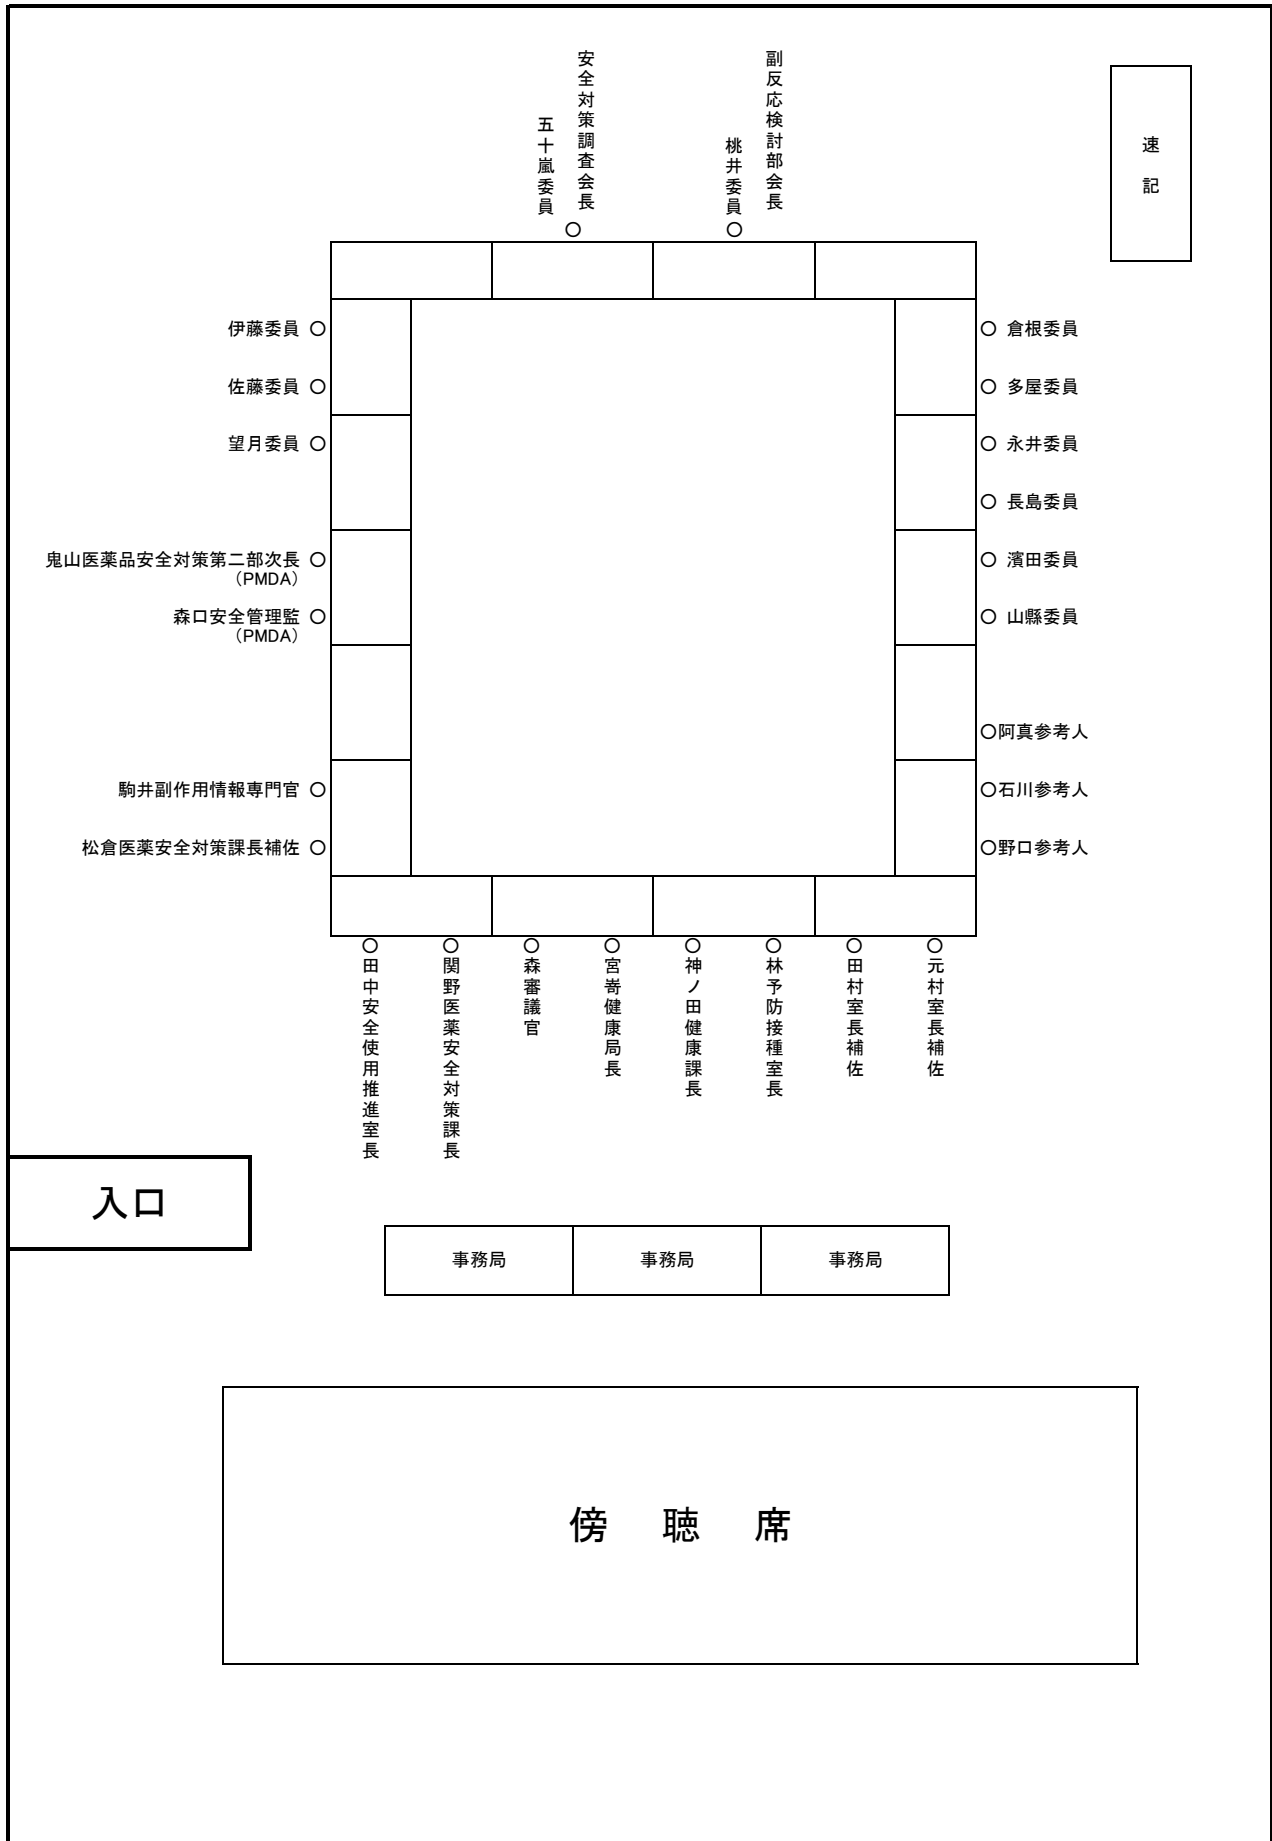 副反応検討部会長
桃井委員
安全対策調査会長
五十嵐委員
速記
伊藤委員
佐藤委員
望月委員
鬼山医薬品安全対策第二部次長
(PMDA)
森口安全管理監
(PMDA)
駒井副作用情報専門官
松倉医薬安全対策課長補佐
倉根委員
多屋委員
永井委員
長島委員
濱田委員
山縣委員
阿真参考人
石川参考人
野口参考人
田中安全使用推進室長
関野医薬安全対策課長
森審議官
宮嵜健康局長
神ノ田健康課長
林予防接種室長
田村室長補佐
元村室長補佐
入口
事務局
事務局
事務局
傍 聴 席